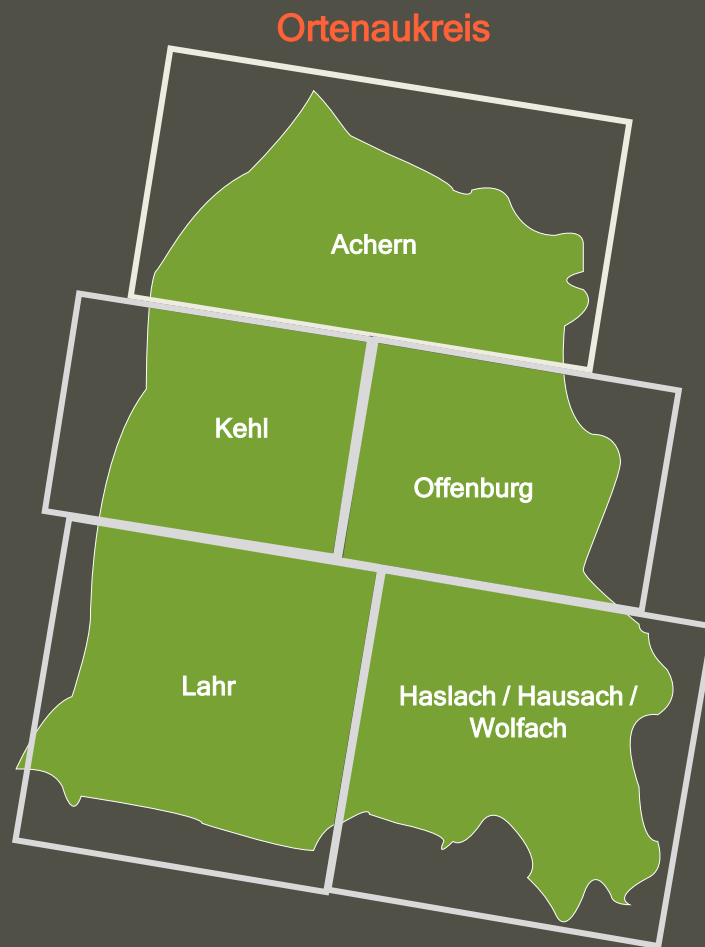 Ortenaukreis
Achern
Kehl
Offenburg
Lahr
Haslach / Hausach /
Wolfach